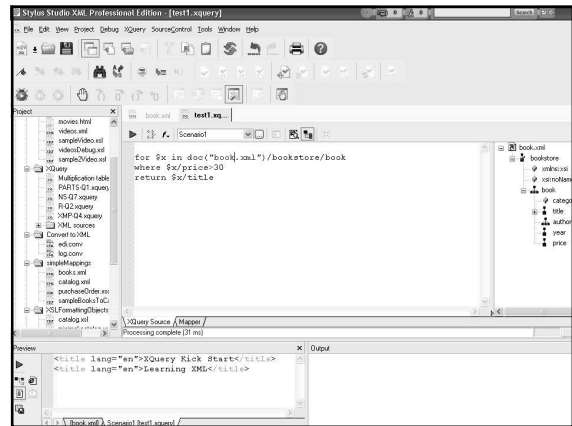 Stylus Studio XML Professional Edition - [test1.xquery]
File Edit View Project Debug XQuery SourceControl Tools Window Help
Search
Project
movies.html
videos.xml
sampleVideo.xsl
videosDebug.xsl
sample2Video.xsl
XQuery
Multiplication table
PARTS-Q1.xquery
NS-Q7.xquery
R-Q2.xquery
XMP-Q4.xquery
XML sources
Convert to XML
edi.conv
log.conv
simpleMappings
books.xml
catalog.xml
purchaseOrder.xsd
sampleBooksToCa
XSLFormattingObjects
catalog.xsl
book.xml test1.xq...
Scenario1
for $x in doc("book.xml")/bookstore/book
where $x/price>30
return $x/title
XQuery Source Mapper
Processing complete (31 ms)
book.xml
bookstore
xmlns:xsi
xsi:noNam
book
catego
title
author
year
price
Preview
<title lang="en">XQuery Kick Start</title>
<title lang="en">Learning XML</title>
[book.xml] Scenario1 [test1.xquery]
Output